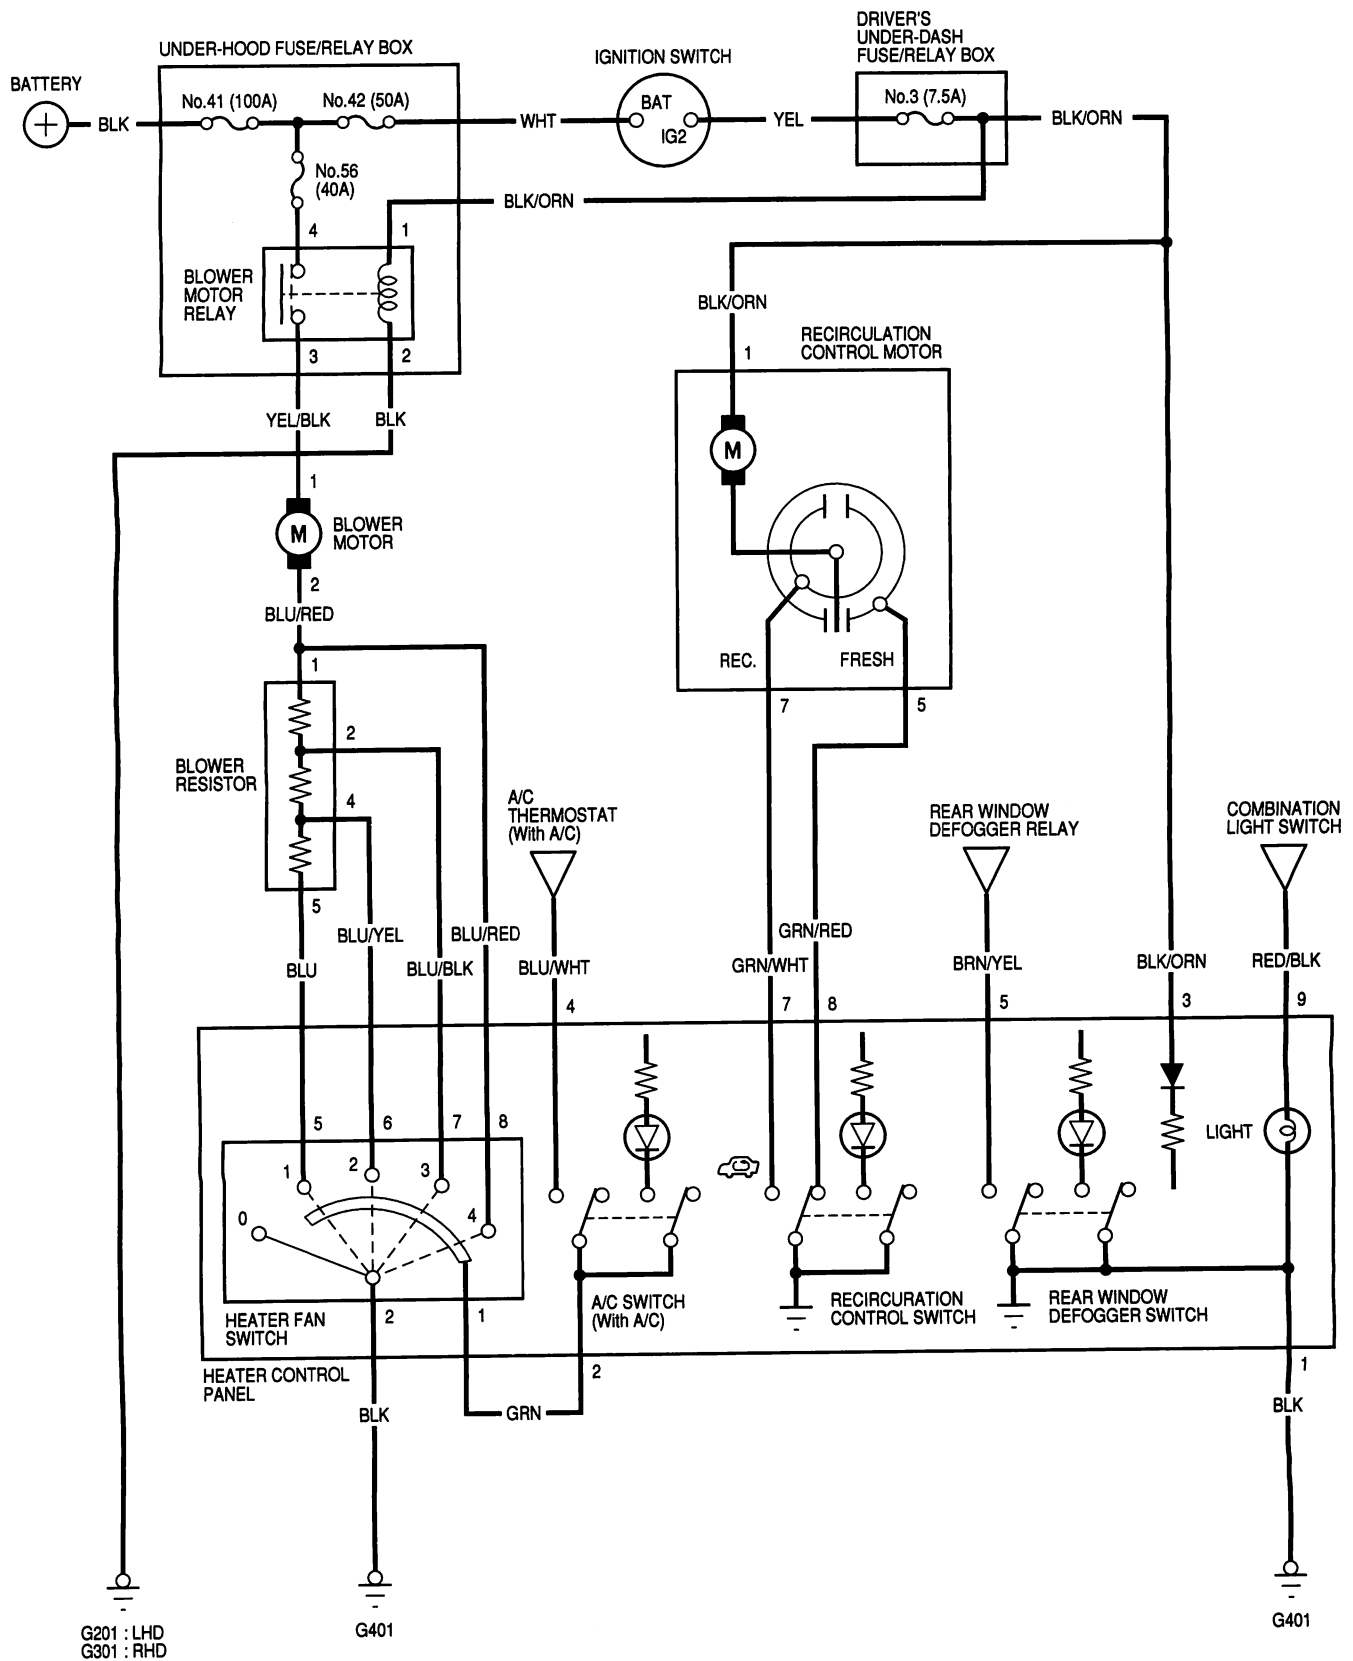 DRIVER'S
UNDER-DASH
FUSE/RELAY BOX
UNDER-HOOD FUSE/RELAY BOX
IGNITION SWITCH
BATTERY
No.41 (100A)
No.42 (50A)
BAT
IG2
No.3 (7.5A)
BLK
WHT
YEL
BLK/ORN
No.56
(40A)
BLK/ORN
4
1
BLOWER
MOTOR
RELAY
BLK/ORN
3
2
1
RECIRCULATION
CONTROL MOTOR
YEL/BLK
BLK
1
M
M
BLOWER
MOTOR
2
BLU/RED
1
REC.
FRESH
7
5
2
BLOWER
RESISTOR
4
A/C
THERMOSTAT
(With A/C)
REAR WINDOW
DEFOGGER RELAY
COMBINATION
LIGHT SWITCH
5
BLU/YEL
BLU/RED
GRN/RED
BLU
BLU/BLK
BLU/WHT
GRN/WHT
BRN/YEL
BLK/ORN
RED/BLK
4
7
8
5
3
9
5
6
7
8
LIGHT
1
2
3
0
4
2
1
HEATER FAN
SWITCH
A/C SWITCH
(With A/C)
RECIRCURATION
CONTROL SWITCH
REAR WINDOW
DEFOGGER SWITCH
HEATER CONTROL
PANEL
2
1
BLK
GRN
BLK
G201 : LHD
G301 : RHD
G401
G401